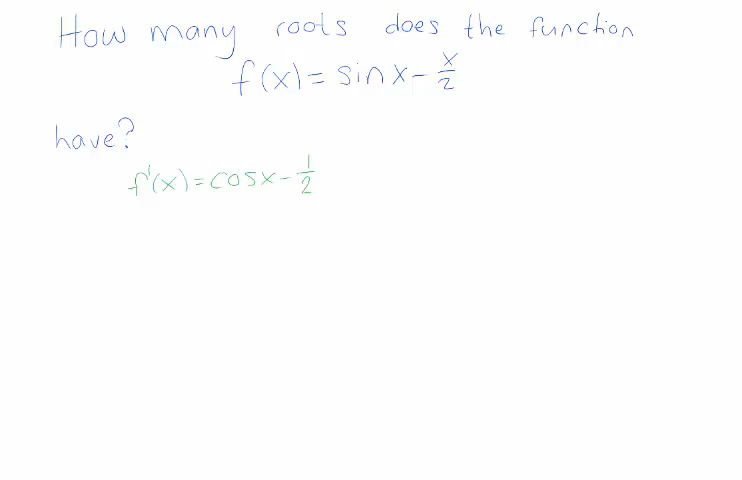 How many roots does the function
f(x) = sin x - x/2
have?
f'(x) = cos x - 1/2